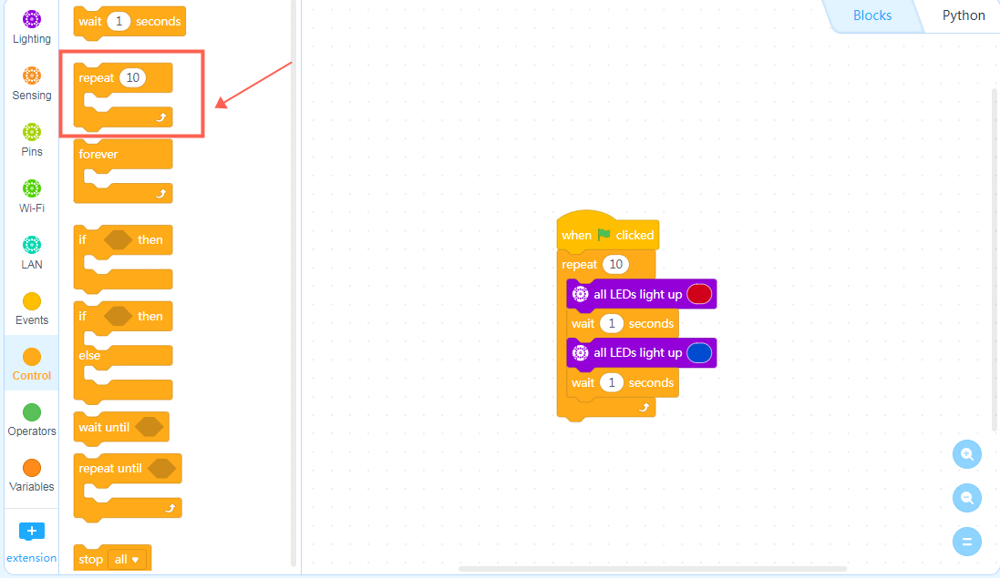 Lighting
Sensing
Pins
Wi-Fi
LAN
Events
Control
Operators
Variables
+
extension
wait 1 seconds
repeat 10
forever
if then
if then
else
wait until
repeat until
stop all ▾
Blocks
Python
when clicked
repeat 10
all LEDs light up
wait 1 seconds
all LEDs light up
wait 1 seconds